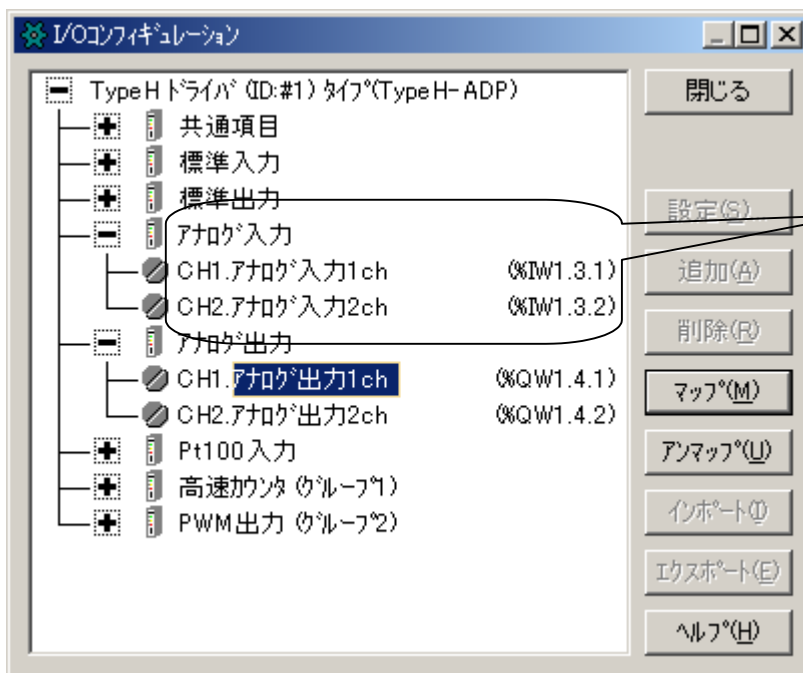 I/Oｺﾝﾌｨｷﾞｭﾚｰｼｮﾝ
TypeH ﾄﾞﾗｲﾊﾞ (ID:#1) ﾀｲﾌﾟ(TypeH-ADP)
共通項目
標準入力
標準出力
ｱﾅﾛｸﾞ入力
CH1.ｱﾅﾛｸﾞ入力1ch (%IW1.3.1)
CH2.ｱﾅﾛｸﾞ入力2ch (%IW1.3.2)
ｱﾅﾛｸﾞ出力
CH1.ｱﾅﾛｸﾞ出力1ch (%QW1.4.1)
CH2.ｱﾅﾛｸﾞ出力2ch (%QW1.4.2)
Pt100入力
高速ｶｳﾝﾀ (ｸﾞﾙｰﾌﾟ1)
PWM出力 (ｸﾞﾙｰﾌﾟ2)
閉じる
設定(S)...
追加(A)
削除(R)
ﾏｯﾌﾟ(M)
ｱﾝﾏｯﾌﾟ(U)
ｲﾝﾎﾟｰﾄ(I)
ｴｸｽﾎﾟｰﾄ(E)
ﾍﾙﾌﾟ(H)